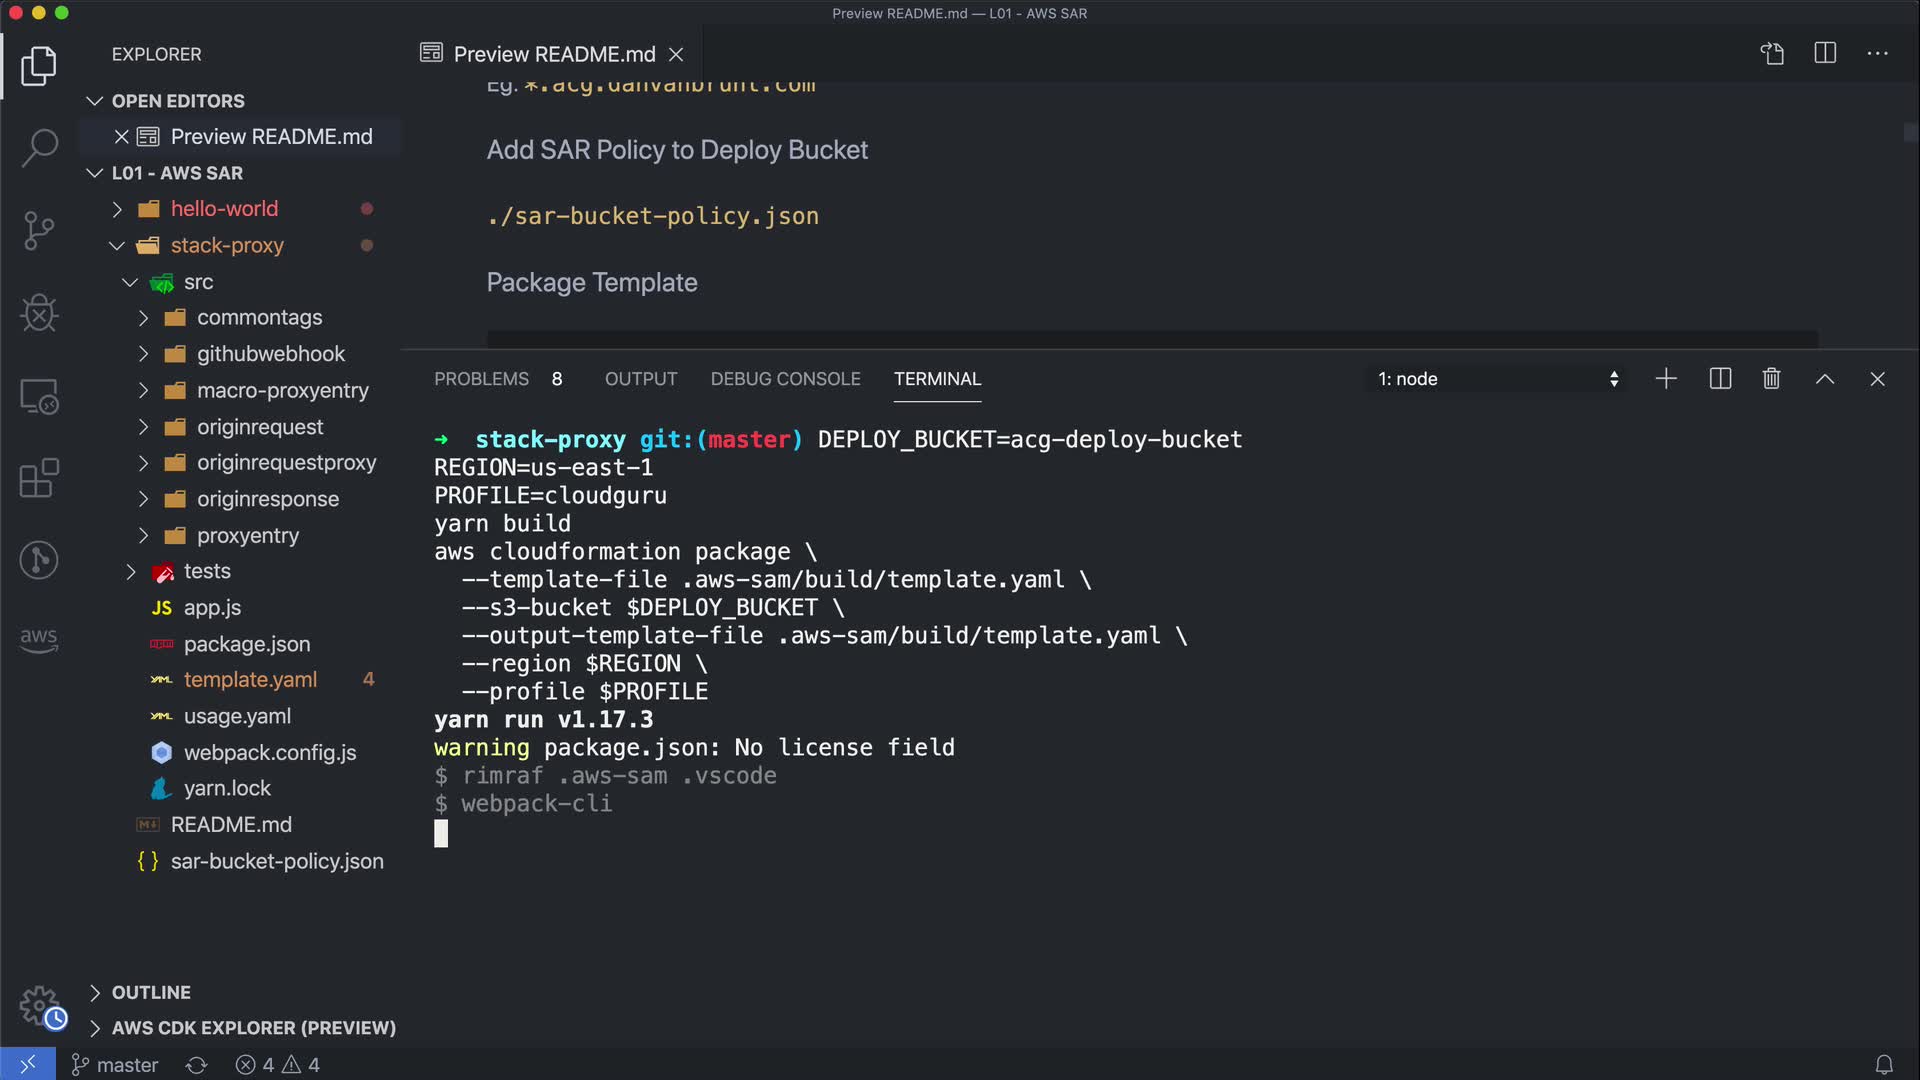 Preview README.md — L01 - AWS SAR
EXPLORER
OPEN EDITORS
Preview README.md
L01 - AWS SAR
hello-world
stack-proxy
src
commontags
githubwebhook
macro-proxyentry
originrequest
originrequestproxy
originresponse
proxyentry
tests
JS app.js
package.json
YAML template.yaml 4
YAML usage.yaml
webpack.config.js
yarn.lock
README.md
{ } sar-bucket-policy.json
OUTLINE
AWS CDK EXPLORER (PREVIEW)
aws
master
4 4
Preview README.md
Eg. *.acg.danvanbrunt.com
Add SAR Policy to Deploy Bucket
./sar-bucket-policy.json
Package Template
PROBLEMS 8 OUTPUT DEBUG CONSOLE TERMINAL 1: node
➜ stack-proxy git:(master) DEPLOY_BUCKET=acg-deploy-bucket
REGION=us-east-1
PROFILE=cloudguru
yarn build
aws cloudformation package \
--template-file .aws-sam/build/template.yaml \
--s3-bucket $DEPLOY_BUCKET \
--output-template-file .aws-sam/build/template.yaml \
--region $REGION \
--profile $PROFILE
yarn run v1.17.3
warning package.json: No license field
$ rimraf .aws-sam .vscode
$ webpack-cli